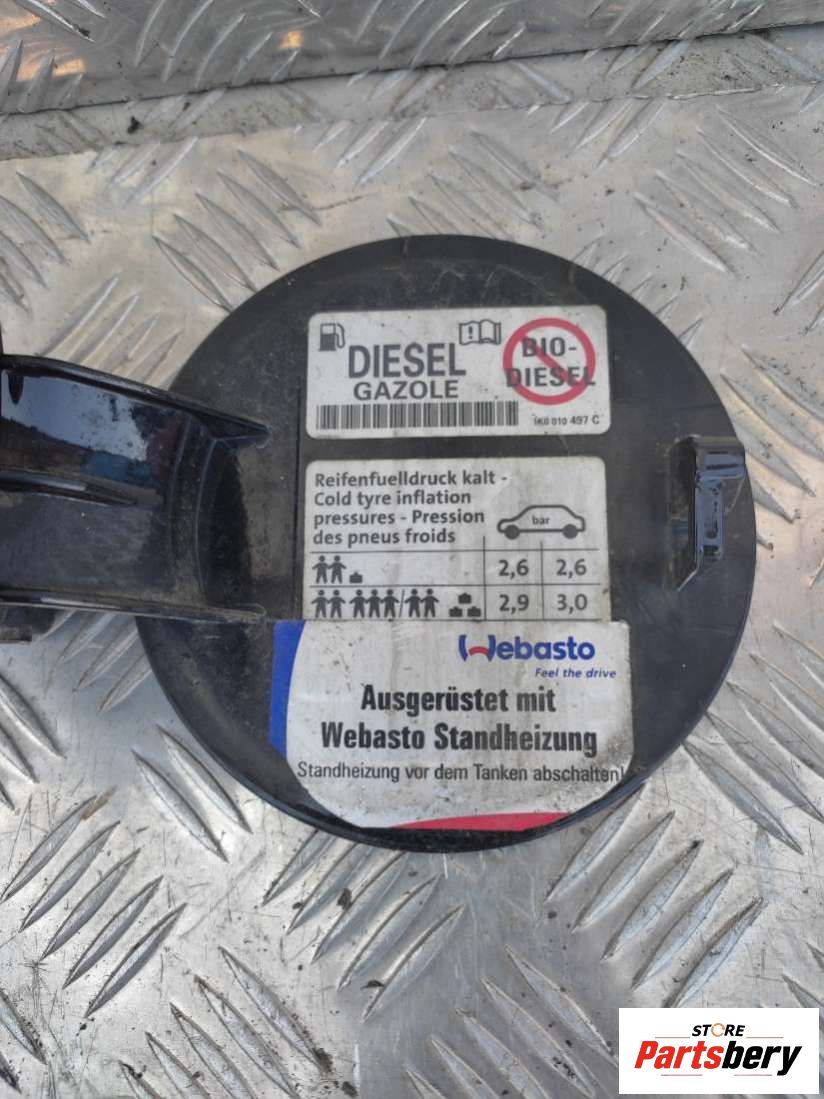 DIESEL
GAZOLE
BIO-
DIESEL
1K0 010 497 C
Reifenfuelldruck kalt -
Cold tyre inflation
pressures - Pression
des pneus froids
bar
2,6 2,6
2,9 3,0
Webasto
Feel the drive
Ausgerüstet mit
Webasto Standheizung
Standheizung vor dem Tanken abschalten!
STORE
Partsbery